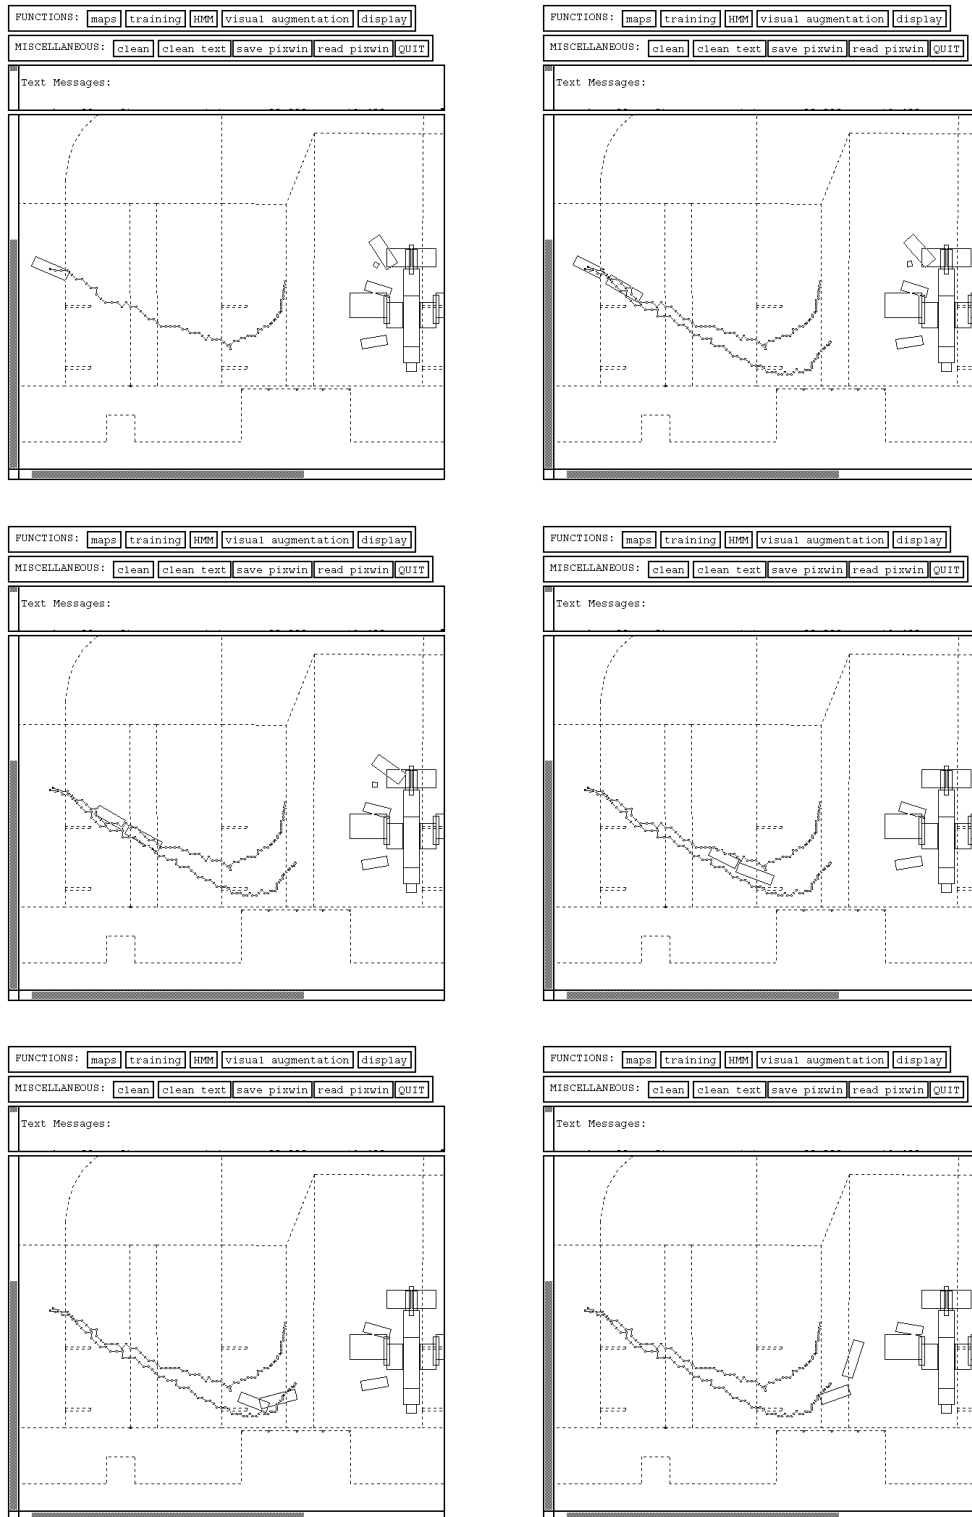 FUNCTIONS: maps training HMM visual augmentation display
MISCELLANEOUS: clean clean text save pixwin read pixwin QUIT
Text Messages:
FUNCTIONS: maps training HMM visual augmentation display
MISCELLANEOUS: clean clean text save pixwin read pixwin QUIT
Text Messages:
FUNCTIONS: maps training HMM visual augmentation display
MISCELLANEOUS: clean clean text save pixwin read pixwin QUIT
Text Messages:
FUNCTIONS: maps training HMM visual augmentation display
MISCELLANEOUS: clean clean text save pixwin read pixwin QUIT
Text Messages:
FUNCTIONS: maps training HMM visual augmentation display
MISCELLANEOUS: clean clean text save pixwin read pixwin QUIT
Text Messages:
FUNCTIONS: maps training HMM visual augmentation display
MISCELLANEOUS: clean clean text save pixwin read pixwin QUIT
Text Messages: